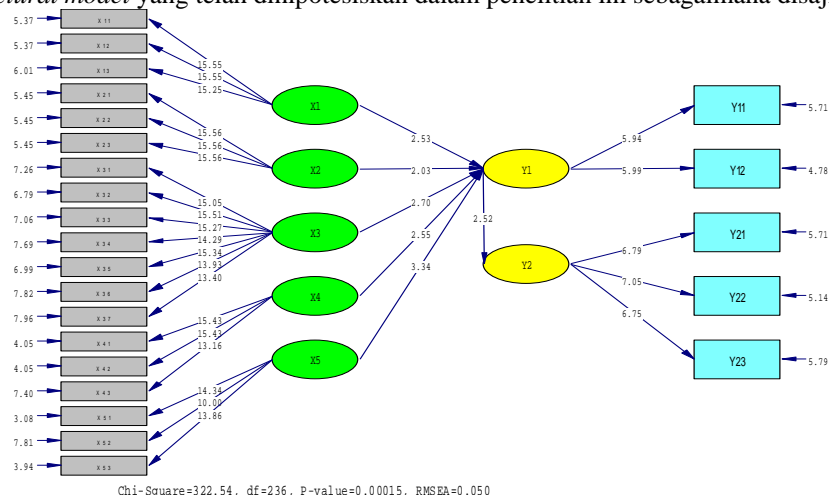 model yang telah dihipotesiskan dalam penelitian ini sebagaimana
5.37 X 11
5.37 X 12
6.01 X 13
5.45 X 21
5.45 X 22
5.45 X 23
7.26 X 31
6.79 X 32
7.06 X 33
7.69 X 34
6.99 X 35
7.82 X 36
7.96 X 37
4.05 X 41
4.05 X 42
7.40 X 43
3.08 X 51
7.81 X 52
3.94 X 53
15.55
15.55
15.25
15.56
15.56
15.56
15.05
15.51
15.27
14.29
15.34
13.93
13.40
15.43
15.43
13.16
14.34
10.00
13.86
X1
X2
X3
X4
X5
2.53
2.03
2.70
2.55
3.34
Y1
2.52
Y2
5.94
5.99
6.79
7.05
6.75
Y11 5.71
Y12 4.78
Y21 5.71
Y22 5.14
Y23 5.79
Chi-Square=322.54, df=236, P-value=0.00015, RMSEA=0.050